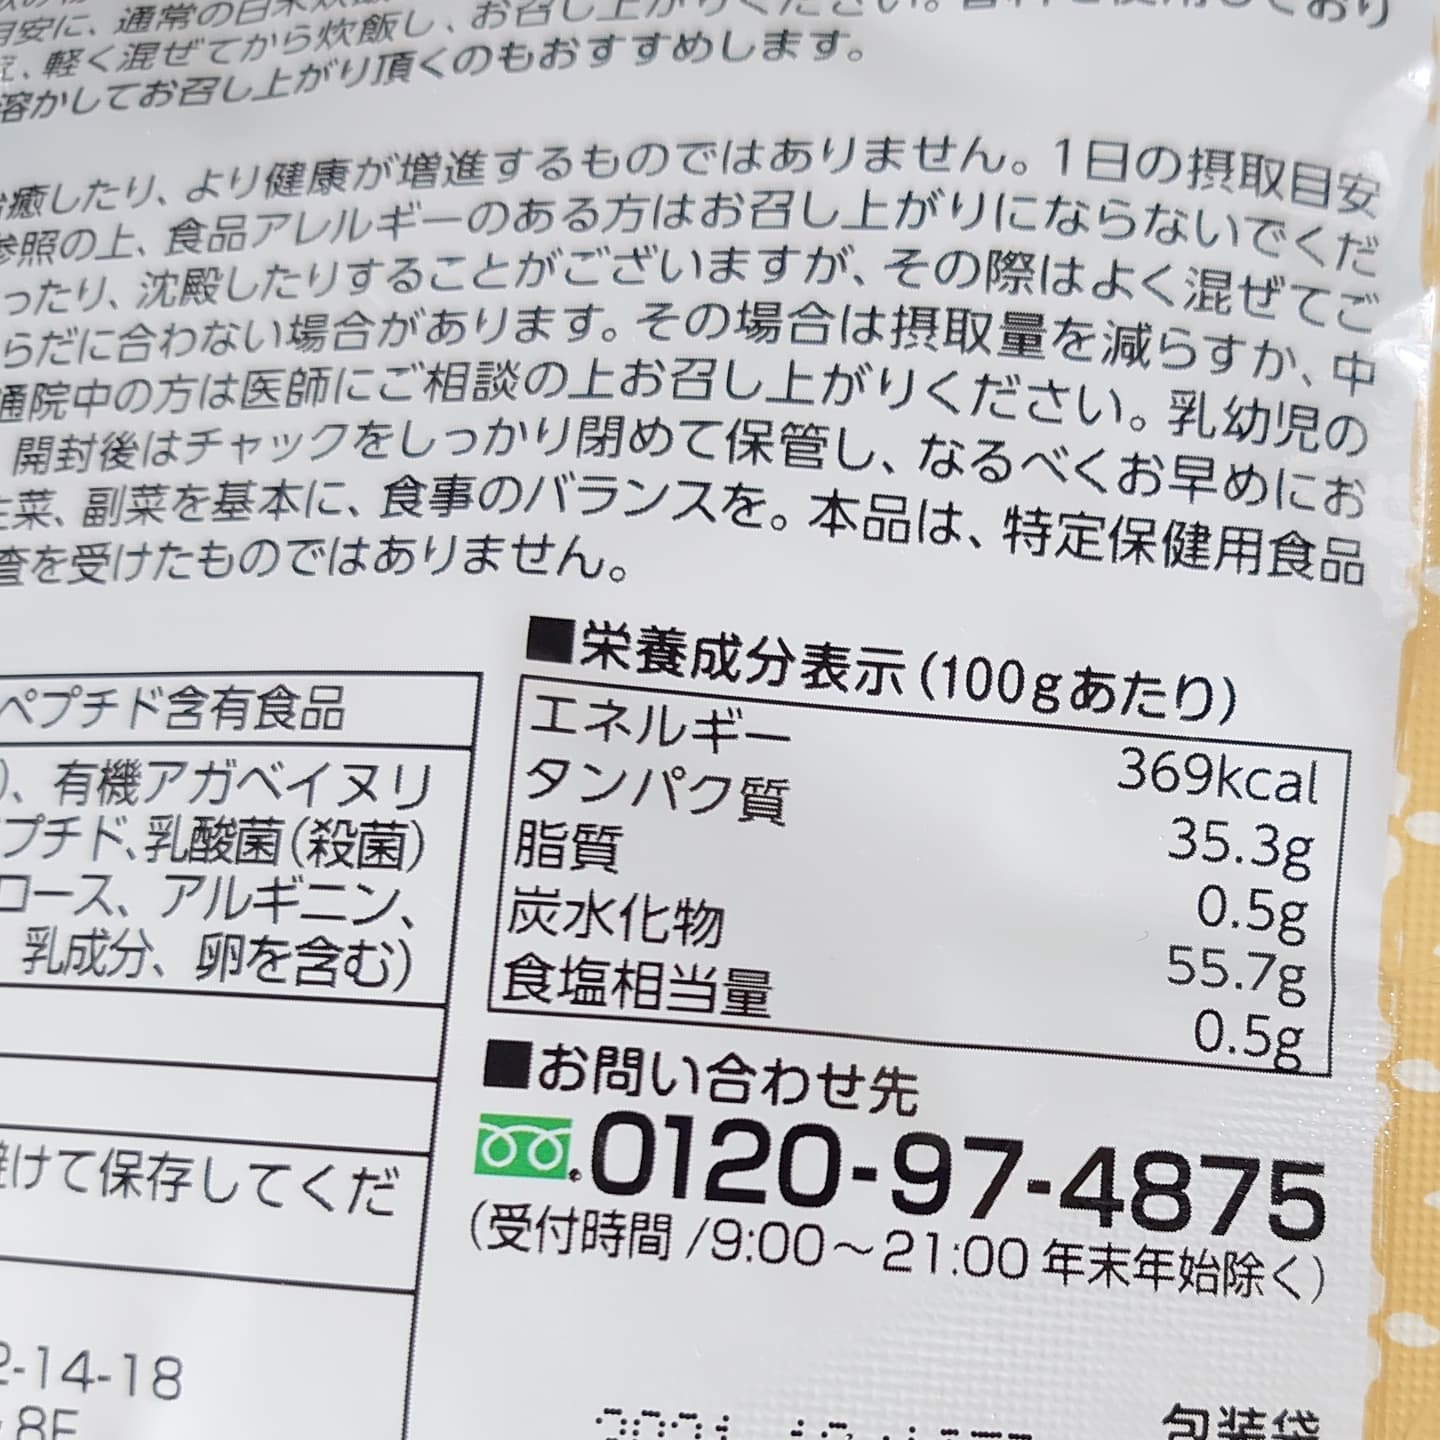 目安に、通常の白米炊飯
お召し上がりください。
え、軽く混ぜてから炊飯し、
溶かしてお召し上がり頂くのもおすすめします。
治癒したり、より健康が増進するものではありません。1日の摂取目安
参照の上、食品アレルギーのある方はお召し上がりにならないでくだ
ったり、沈殿したりすることがございますが、その際はよく混ぜてご
らだに合わない場合があります。その場合は摂取量を減らすか、中
通院中の方は医師にご相談の上お召し上がりください。乳幼児の
開封後はチャックをしっかり閉めて保管し、なるべくお早めにお
主菜、副菜を基本に、食事のバランスを。本品は、特定保健用食品
査を受けたものではありません。
ペプチド含有食品
)、有機アガベイヌリ
プチド、乳酸菌(殺菌)
ロース、アルギニン、
乳成分、卵を含む)
避けて保存してくだ
2-14-18
8F
■栄養成分表示(100gあたり)
エネルギー 369kcal
タンパク質 35.3g
脂質 0.5g
炭水化物 55.7g
食塩相当量 0.5g
■お問い合わせ先
0120-97-4875
(受付時間/9:00～21:00 年末年始除く)
包装袋